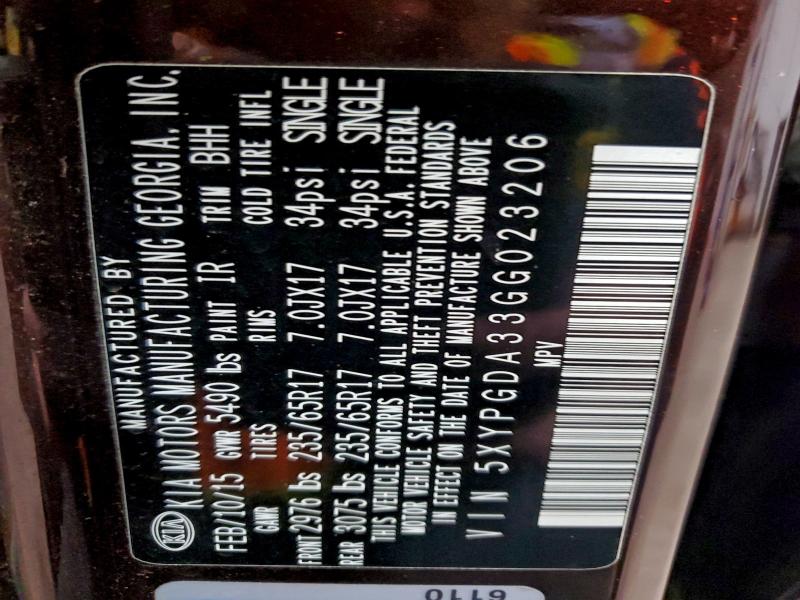 MANUFACTURED BY
KIA KIA MOTORS MANUFACTURING GEORGIA, INC.
FEB/10/15 GVWR 5490 lbs PAINT IR TRIM BHH
GAWR TIRES RIMS COLD TIRE INFL
FRONT 2976 lbs 235/65R17 7.0JX17 34psi SINGLE
REAR 3075 lbs 235/65R17 7.0JX17 34psi SINGLE
THIS VEHICLE CONFORMS TO ALL APPLICABLE U.S.A. FEDERAL
MOTOR VEHICLE SAFETY AND THEFT PREVENTION STANDARDS
IN EFFECT ON THE DATE OF MANUFACTURE SHOWN ABOVE
VIN 5XYPGDA33GG023206
MPV
6110